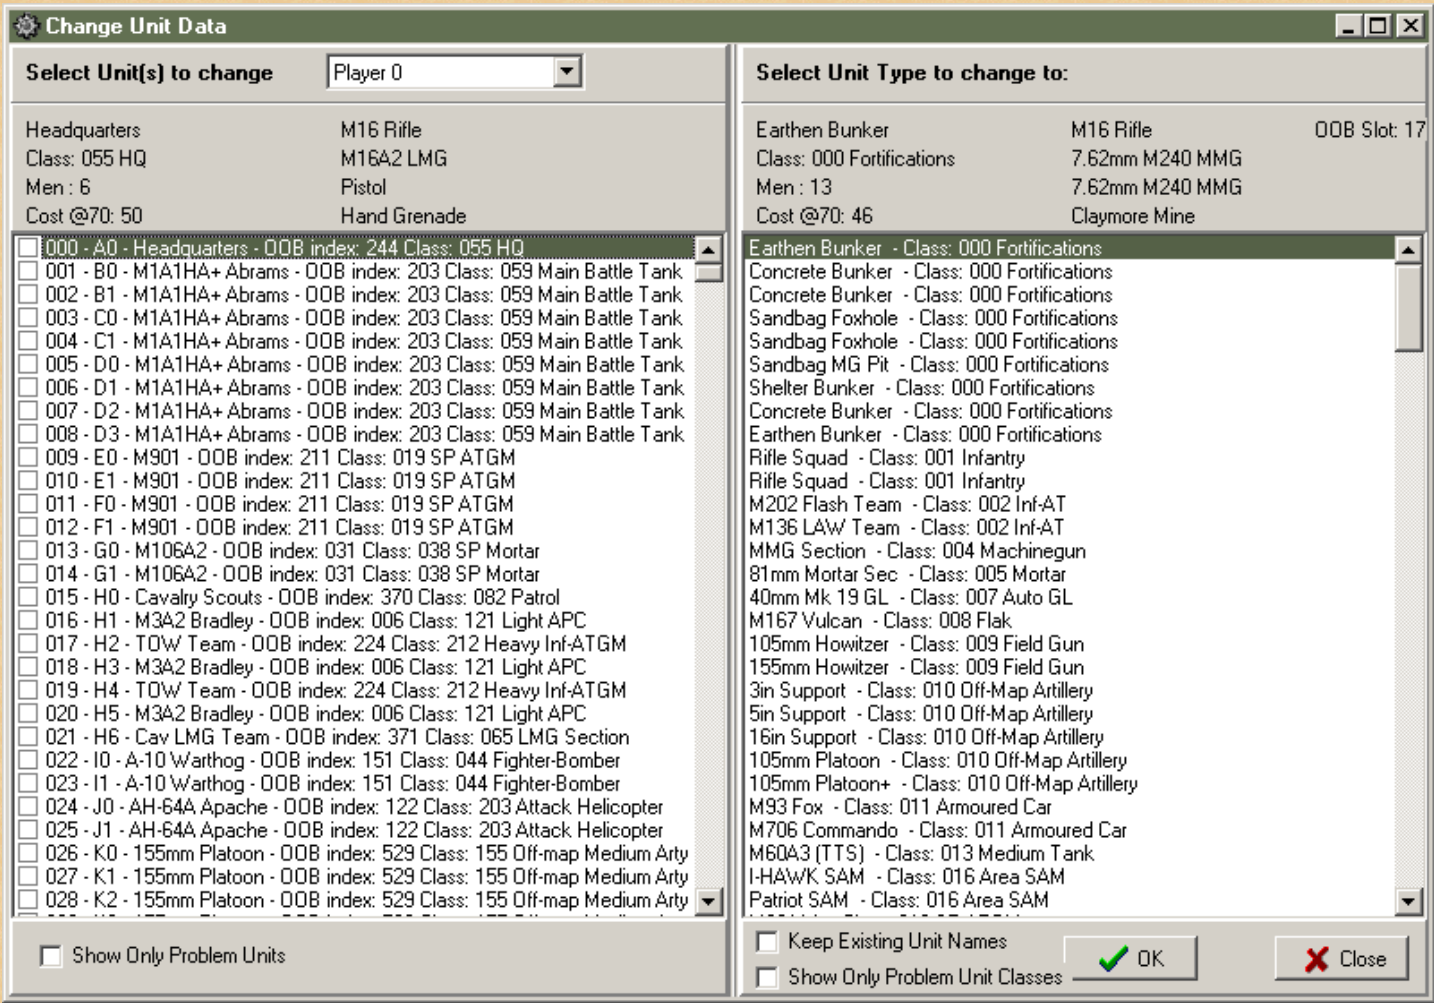 Change Unit Data
Select Unit(s) to change
Player 0
Headquarters
M16 Rifle
Class: 055 HQ
M16A2 LMG
Men : 6
Pistol
Cost @70: 50
Hand Grenade
000 - A0 - Headquarters - OOB index: 244 Class: 055 HQ
001 - B0 - M1A1HA+ Abrams - OOB index: 203 Class: 059 Main Battle Tank
002 - B1 - M1A1HA+ Abrams - OOB index: 203 Class: 059 Main Battle Tank
003 - C0 - M1A1HA+ Abrams - OOB index: 203 Class: 059 Main Battle Tank
004 - C1 - M1A1HA+ Abrams - OOB index: 203 Class: 059 Main Battle Tank
005 - D0 - M1A1HA+ Abrams - OOB index: 203 Class: 059 Main Battle Tank
006 - D1 - M1A1HA+ Abrams - OOB index: 203 Class: 059 Main Battle Tank
007 - D2 - M1A1HA+ Abrams - OOB index: 203 Class: 059 Main Battle Tank
008 - D3 - M1A1HA+ Abrams - OOB index: 203 Class: 059 Main Battle Tank
009 - E0 - M901 - OOB index: 211 Class: 019 SP ATGM
010 - E1 - M901 - OOB index: 211 Class: 019 SP ATGM
011 - F0 - M901 - OOB index: 211 Class: 019 SP ATGM
012 - F1 - M901 - OOB index: 211 Class: 019 SP ATGM
013 - G0 - M106A2 - OOB index: 031 Class: 038 SP Mortar
014 - G1 - M106A2 - OOB index: 031 Class: 038 SP Mortar
015 - H0 - Cavalry Scouts - OOB index: 370 Class: 082 Patrol
016 - H1 - M3A2 Bradley - OOB index: 006 Class: 121 Light APC
017 - H2 - TOW Team - OOB index: 224 Class: 212 Heavy Inf-ATGM
018 - H3 - M3A2 Bradley - OOB index: 006 Class: 121 Light APC
019 - H4 - TOW Team - OOB index: 224 Class: 212 Heavy Inf-ATGM
020 - H5 - M3A2 Bradley - OOB index: 006 Class: 121 Light APC
021 - H6 - Cav LMG Team - OOB index: 371 Class: 065 LMG Section
022 - I0 - A-10 Warthog - OOB index: 151 Class: 044 Fighter-Bomber
023 - I1 - A-10 Warthog - OOB index: 151 Class: 044 Fighter-Bomber
024 - J0 - AH-64A Apache - OOB index: 122 Class: 203 Attack Helicopter
025 - J1 - AH-64A Apache - OOB index: 122 Class: 203 Attack Helicopter
026 - K0 - 155mm Platoon - OOB index: 529 Class: 155 Off-map Medium Arty
027 - K1 - 155mm Platoon - OOB index: 529 Class: 155 Off-map Medium Arty
028 - K2 - 155mm Platoon - OOB index: 529 Class: 155 Off-map Medium Arty
Show Only Problem Units
Select Unit Type to change to:
Earthen Bunker
M16 Rifle
OOB Slot: 17
Class: 000 Fortifications
7.62mm M240 MMG
Men : 13
7.62mm M240 MMG
Cost @70: 46
Claymore Mine
Earthen Bunker - Class: 000 Fortifications
Concrete Bunker - Class: 000 Fortifications
Concrete Bunker - Class: 000 Fortifications
Sandbag Foxhole - Class: 000 Fortifications
Sandbag Foxhole - Class: 000 Fortifications
Sandbag MG Pit - Class: 000 Fortifications
Shelter Bunker - Class: 000 Fortifications
Concrete Bunker - Class: 000 Fortifications
Earthen Bunker - Class: 000 Fortifications
Rifle Squad - Class: 001 Infantry
Rifle Squad - Class: 001 Infantry
M202 Flash Team - Class: 002 Inf-AT
M136 LAW Team - Class: 002 Inf-AT
MMG Section - Class: 004 Machinegun
81mm Mortar Sec - Class: 005 Mortar
40mm Mk 19 GL - Class: 007 Auto GL
M167 Vulcan - Class: 008 Flak
105mm Howitzer - Class: 009 Field Gun
155mm Howitzer - Class: 009 Field Gun
3in Support - Class: 010 Off-Map Artillery
5in Support - Class: 010 Off-Map Artillery
16in Support - Class: 010 Off-Map Artillery
105mm Platoon - Class: 010 Off-Map Artillery
105mm Platoon+ - Class: 010 Off-Map Artillery
M93 Fox - Class: 011 Armoured Car
M706 Commando - Class: 011 Armoured Car
M60A3 (TTS) - Class: 013 Medium Tank
I-HAWK SAM - Class: 016 Area SAM
Patriot SAM - Class: 016 Area SAM
Keep Existing Unit Names
Show Only Problem Unit Classes
OK
Close